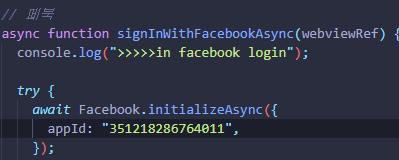 // 페북
async function signInWithFacebookAsync(webviewRef) {
console.log(">>>>>in facebook login");
try {
await Facebook.initializeAsync({
appId: "351218286764011",
});